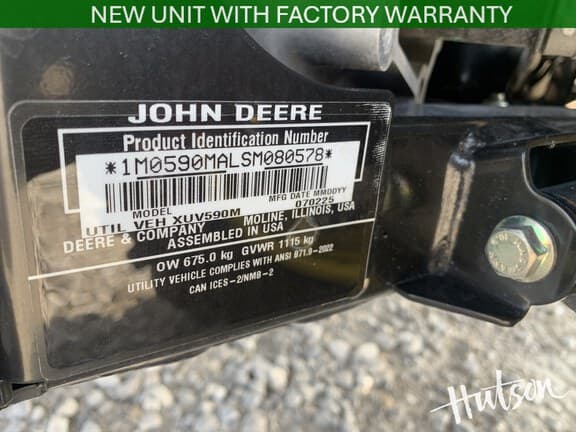 NEW UNIT WITH FACTORY WARRANTY
JOHN DEERE
Product Identification Number
*1M0590MALSM080578*
MODEL MFG DATE MMDDYY
UTIL VEH XUV590M 070225
DEERE & COMPANY MOLINE, ILLINOIS, USA
ASSEMBLED IN USA
OW 675.0 kg GVWR 1115 kg
UTILITY VEHICLE COMPLIES WITH ANSI B71.9-2022
CAN ICES-2/NMB-2
Hutson